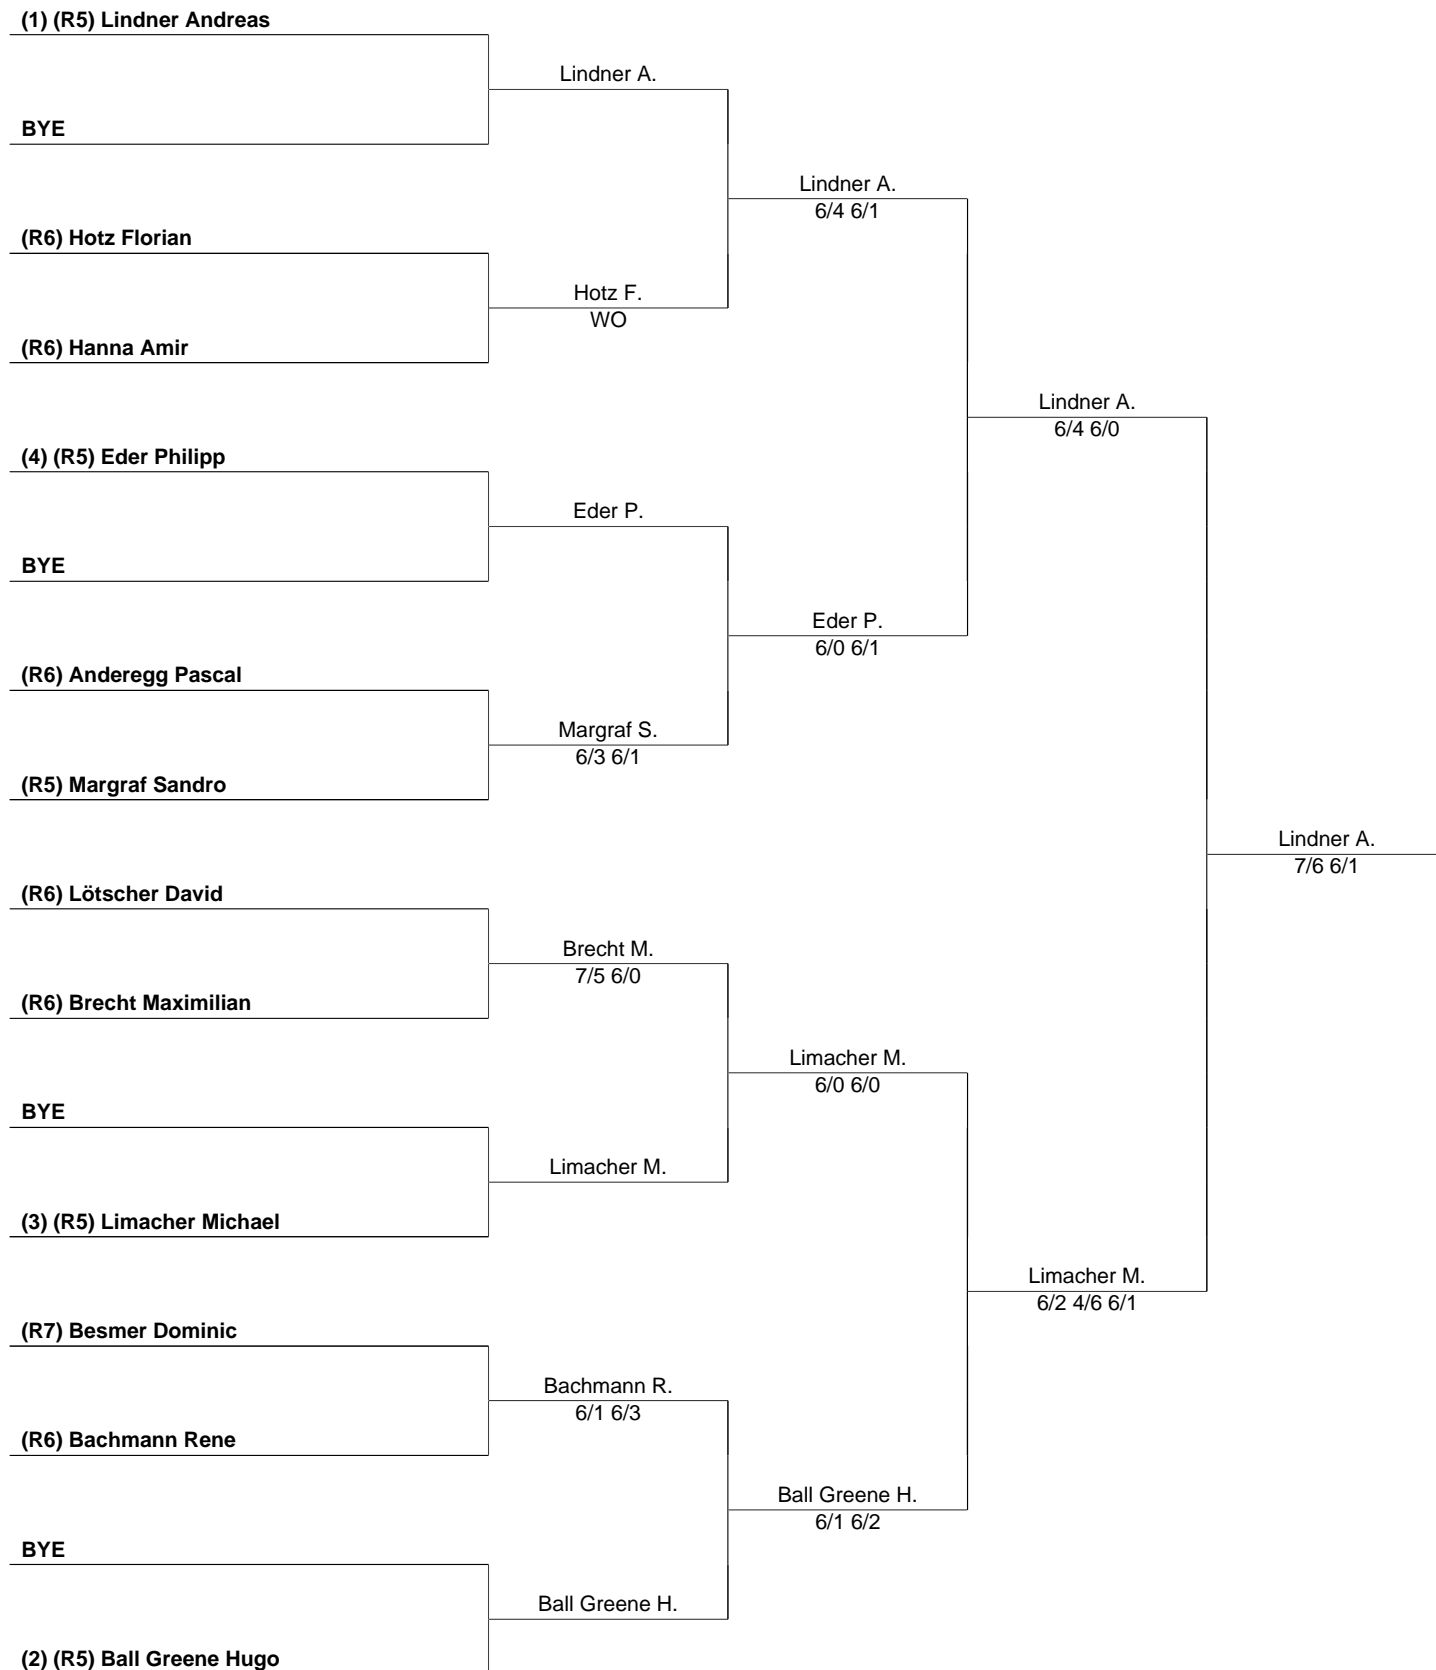 (1) (R5) Lindner Andreas
Lindner A.
BYE
Lindner A.
6/4 6/1
(R6) Hotz Florian
Hotz F.
WO
(R6) Hanna Amir
Lindner A.
6/4 6/0
(4) (R5) Eder Philipp
Eder P.
BYE
Eder P.
6/0 6/1
(R6) Anderegg Pascal
Margraf S.
6/3 6/1
(R5) Margraf Sandro
Lindner A.
7/6 6/1
(R6) Lötscher David
Brecht M.
7/5 6/0
(R6) Brecht Maximilian
Limacher M.
6/0 6/0
BYE
Limacher M.
(3) (R5) Limacher Michael
Limacher M.
6/2 4/6 6/1
(R7) Besmer Dominic
Bachmann R.
6/1 6/3
(R6) Bachmann Rene
Ball Greene H.
6/1 6/2
BYE
Ball Greene H.
(2) (R5) Ball Greene Hugo